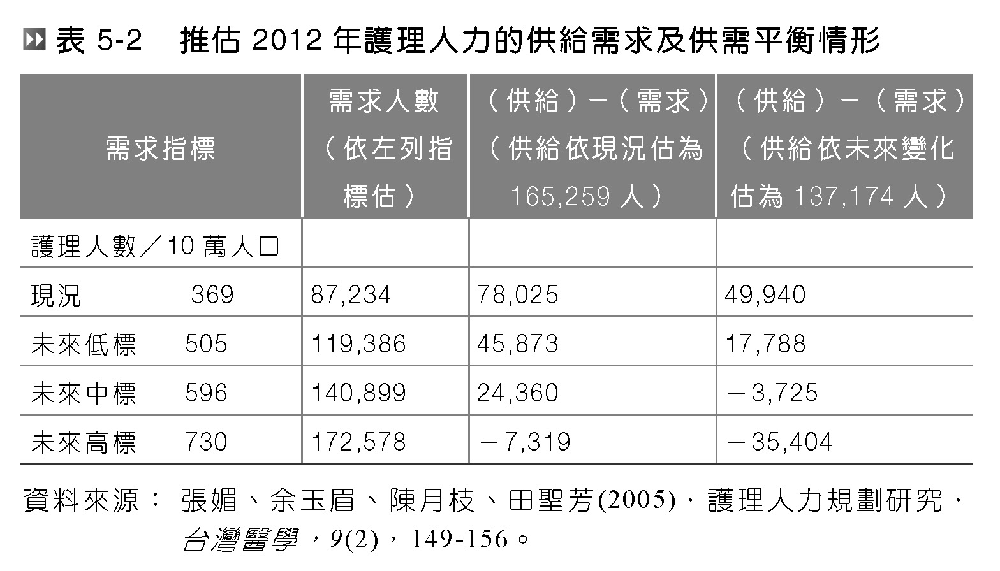 表 5-2 推估 2012 年護理人力的供給需求及供需平衡情形
需求指標
需求人數
（依左列指
標估）
（供給）－（需求）
（供給依現況估為
165,259 人）
（供給）－（需求）
（供給依未來變化
估為 137,174 人）
護理人數／10 萬人口
現況 369 87,234 78,025 49,940
未來低標 505 119,386 45,873 17,788
未來中標 596 140,899 24,360 －3,725
未來高標 730 172,578 －7,319 －35,404
資料來源： 張媚、余玉眉、陳月枝、田聖芳(2005)．護理人力規劃研究．
台灣醫學，9(2)，149-156。